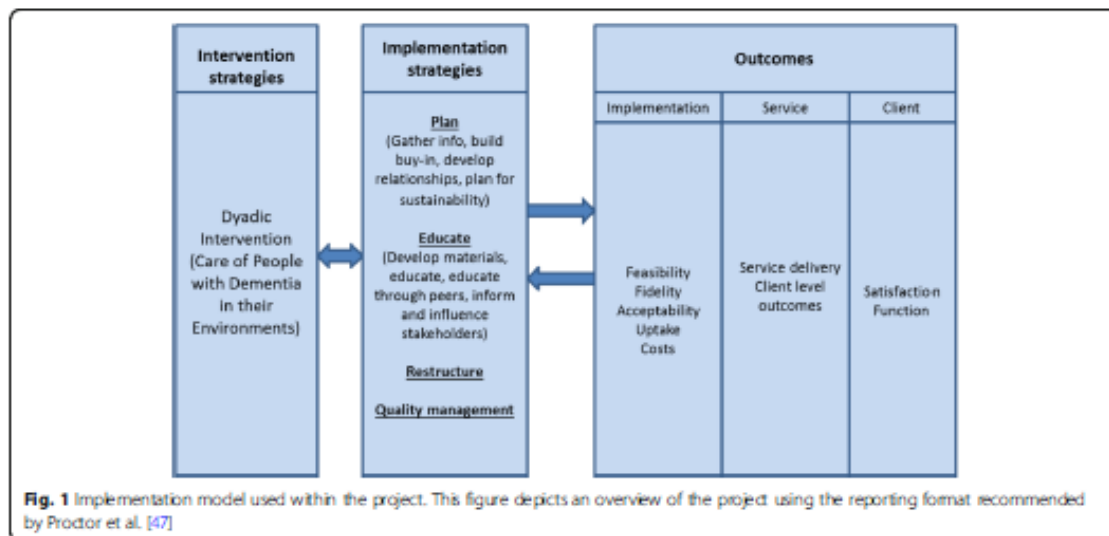 Intervention
strategies
Dyadic
Intervention
(Care of People
with Dementia
in their
Environments)
Implementation
strategies
Plan
(Gather info, build
buy-in, develop
relationships, plan for
sustainability)
Educate
(Develop materials,
educate, educate
through peers, inform
and influence
stakeholders)
Restructure
Quality management
Outcomes
Implementation
Feasibility
Fidelity
Acceptability
Uptake
Costs
Service
Service delivery
Client level
outcomes
Client
Satisfaction
Function
Fig. 1 Implementation model used within the project. This figure depicts an overview of the project using the reporting format recommended
by Proctor et al. [47]